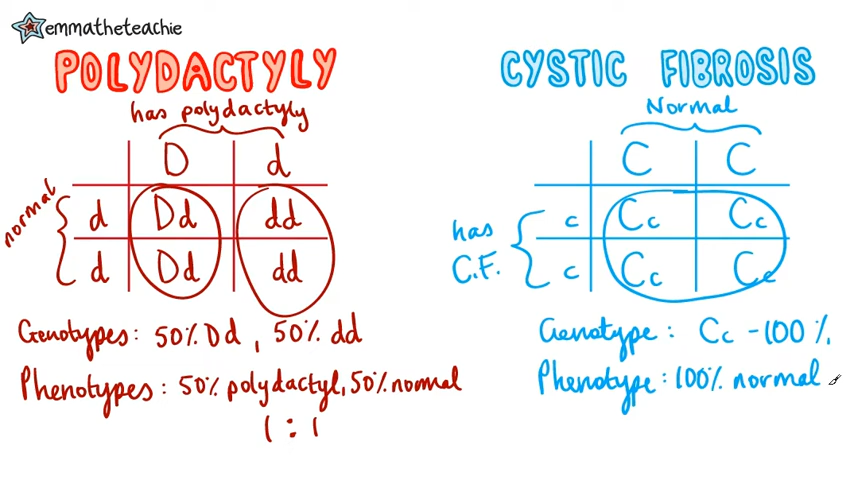 emmatheteachie
POLYDACTYLY
has polydactyly
D d
normal
d Dd dd
d Dd dd
Genotypes: 50% Dd, 50% dd
Phenotypes: 50% polydactyl, 50% normal
1 : 1
CYSTIC FIBROSIS
Normal
C C
has
C.F.
c Cc Cc
c Cc Cc
Genotype: Cc - 100%.
Phenotype: 100% normal